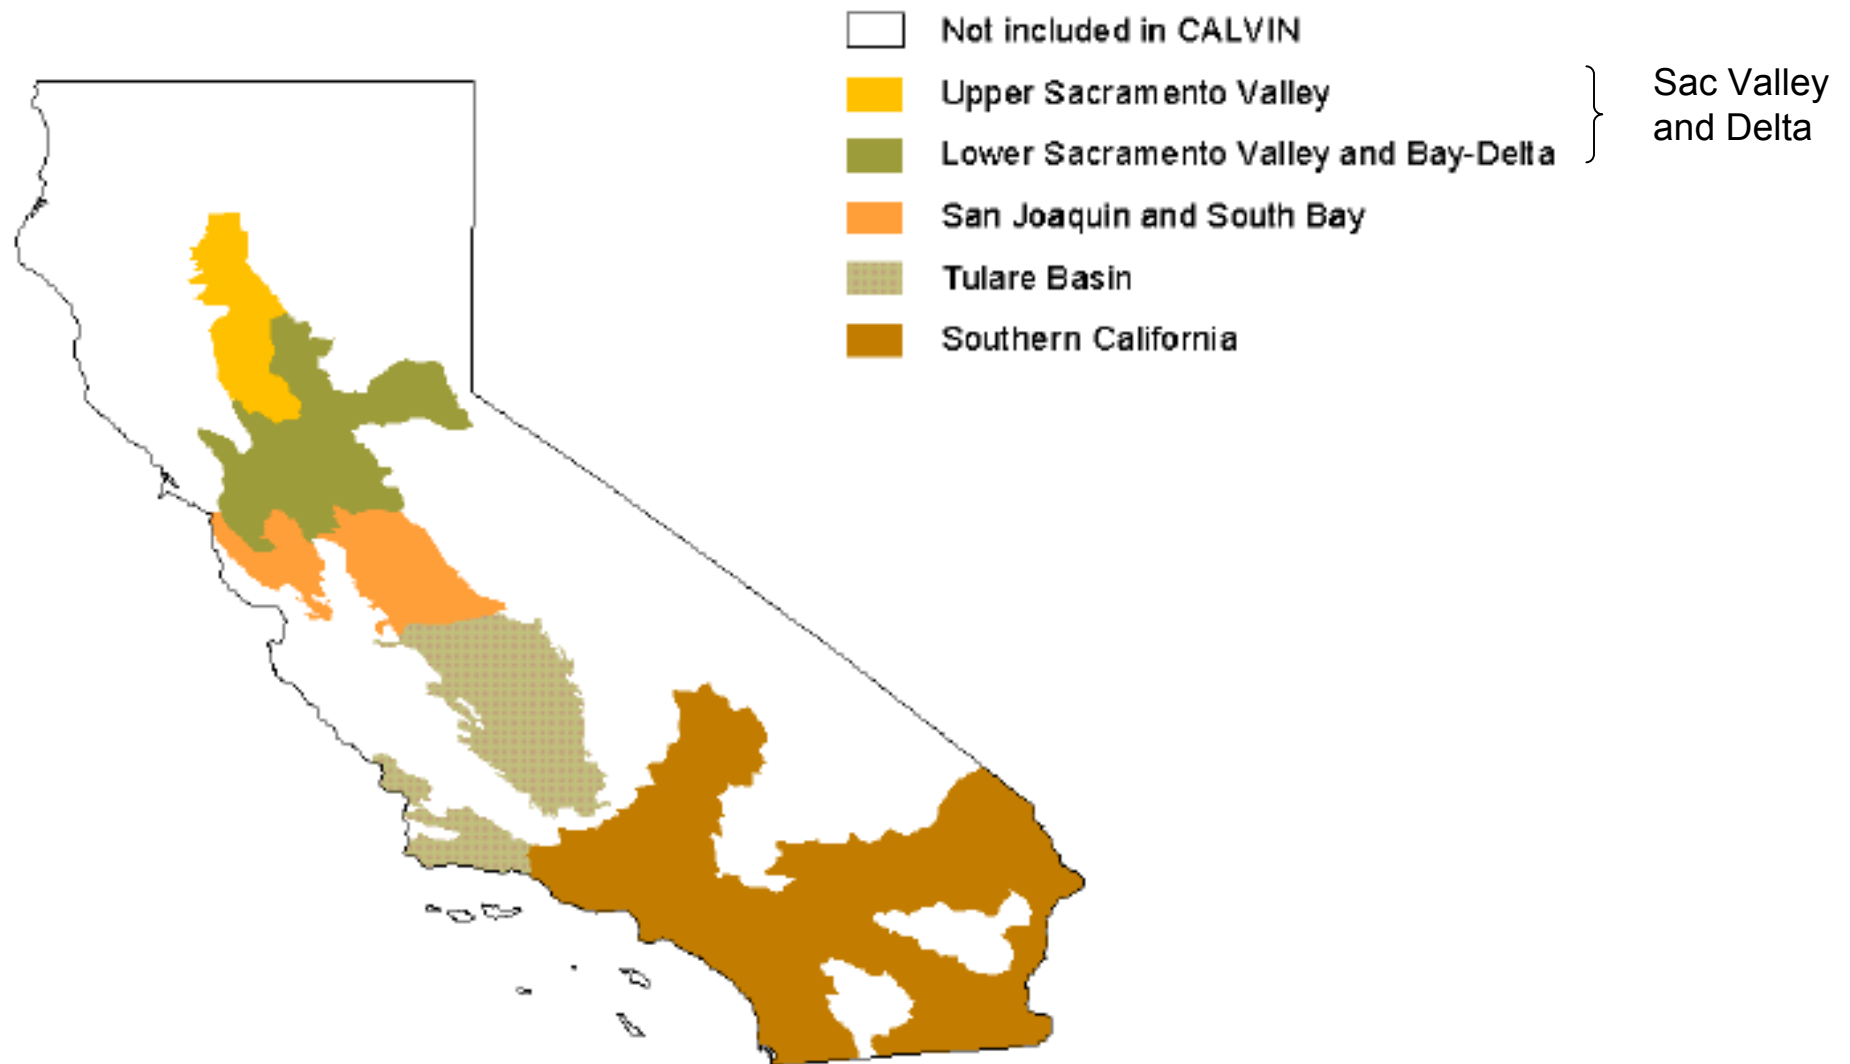 Not included in CALVIN
Upper Sacramento Valley
Lower Sacramento Valley and Bay-Delta
San Joaquin and South Bay
Tulare Basin
Southern California
Sac Valley
and Delta